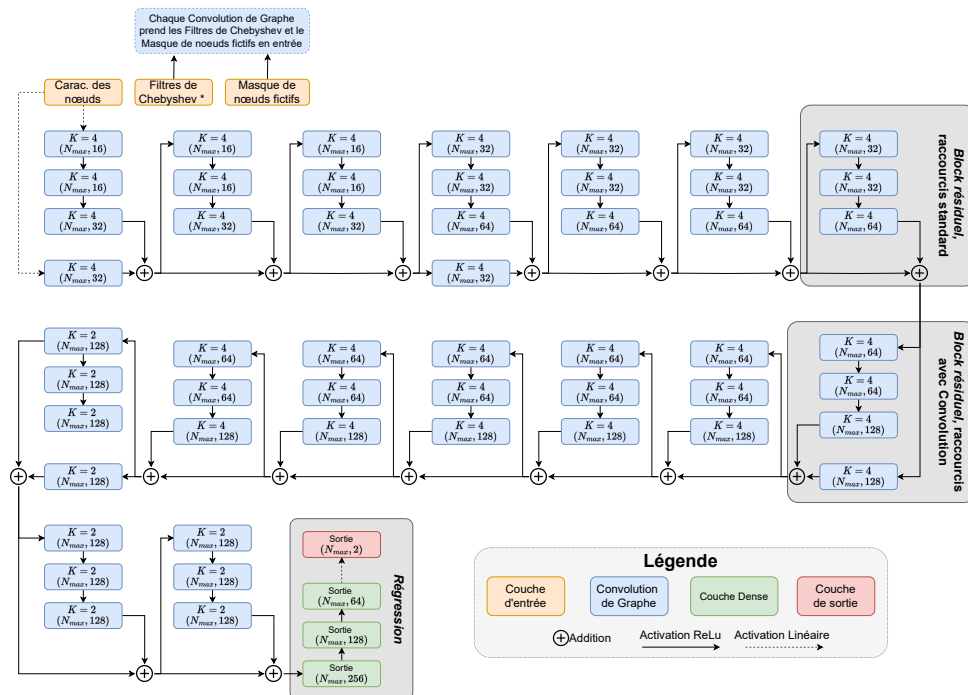 Chaque Convolution de Graphe
prend les Filtres de Chebyshev et le
Masque de noeuds fictifs en entrée
Carac. des
nœuds
Filtres de
Chebyshev *
Masque de
nœuds fictifs
K = 4
(N_max, 16)
K = 4
(N_max, 16)
K = 4
(N_max, 32)
K = 4
(N_max, 32)
K = 4
(N_max, 16)
K = 4
(N_max, 16)
K = 4
(N_max, 32)
K = 4
(N_max, 16)
K = 4
(N_max, 16)
K = 4
(N_max, 32)
K = 4
(N_max, 32)
K = 4
(N_max, 32)
K = 4
(N_max, 64)
K = 4
(N_max, 32)
K = 4
(N_max, 32)
K = 4
(N_max, 32)
K = 4
(N_max, 64)
K = 4
(N_max, 32)
K = 4
(N_max, 32)
K = 4
(N_max, 64)
K = 4
(N_max, 32)
K = 4
(N_max, 32)
K = 4
(N_max, 64)
Block résiduel,
raccourcis standard
K = 4
(N_max, 64)
K = 4
(N_max, 64)
K = 4
(N_max, 128)
K = 4
(N_max, 128)
Block résiduel, raccourcis
avec Convolution
K = 4
(N_max, 64)
K = 4
(N_max, 64)
K = 4
(N_max, 128)
K = 4
(N_max, 64)
K = 4
(N_max, 64)
K = 4
(N_max, 128)
K = 4
(N_max, 64)
K = 4
(N_max, 64)
K = 4
(N_max, 128)
K = 4
(N_max, 64)
K = 4
(N_max, 64)
K = 4
(N_max, 128)
K = 4
(N_max, 64)
K = 4
(N_max, 64)
K = 4
(N_max, 128)
K = 2
(N_max, 128)
K = 2
(N_max, 128)
K = 2
(N_max, 128)
K = 2
(N_max, 128)
K = 2
(N_max, 128)
K = 2
(N_max, 128)
K = 2
(N_max, 128)
K = 2
(N_max, 128)
K = 2
(N_max, 128)
K = 2
(N_max, 128)
Sortie
(N_max, 2)
Sortie
(N_max, 64)
Sortie
(N_max, 128)
Sortie
(N_max, 256)
Régression
Légende
Couche
d'entrée
Convolution
de Graphe
Couche Dense
Couche
de sortie
Addition
Activation ReLu
Activation Linéaire